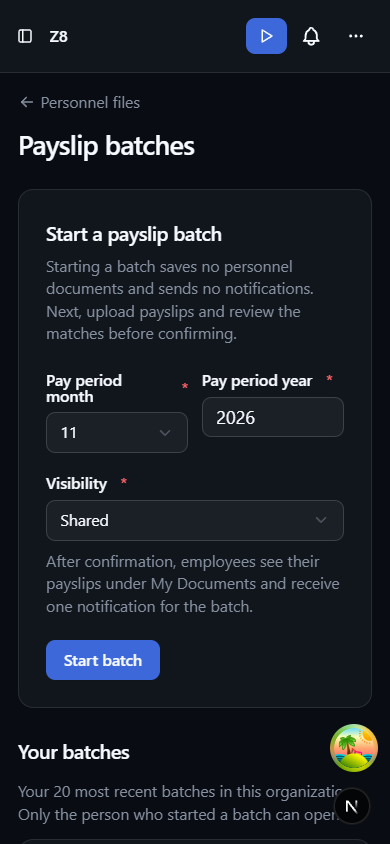 Z8
Personnel files
Payslip batches
Start a payslip batch
Starting a batch saves no personnel
documents and sends no notifications.
Next, upload payslips and review the
matches before confirming.
Pay period
month *
11
Pay period year *
2026
Visibility *
Shared
After confirmation, employees see their
payslips under My Documents and receive
one notification for the batch.
Start batch
Your batches
Your 20 most recent batches in this
Only the person who started a batch can open
N